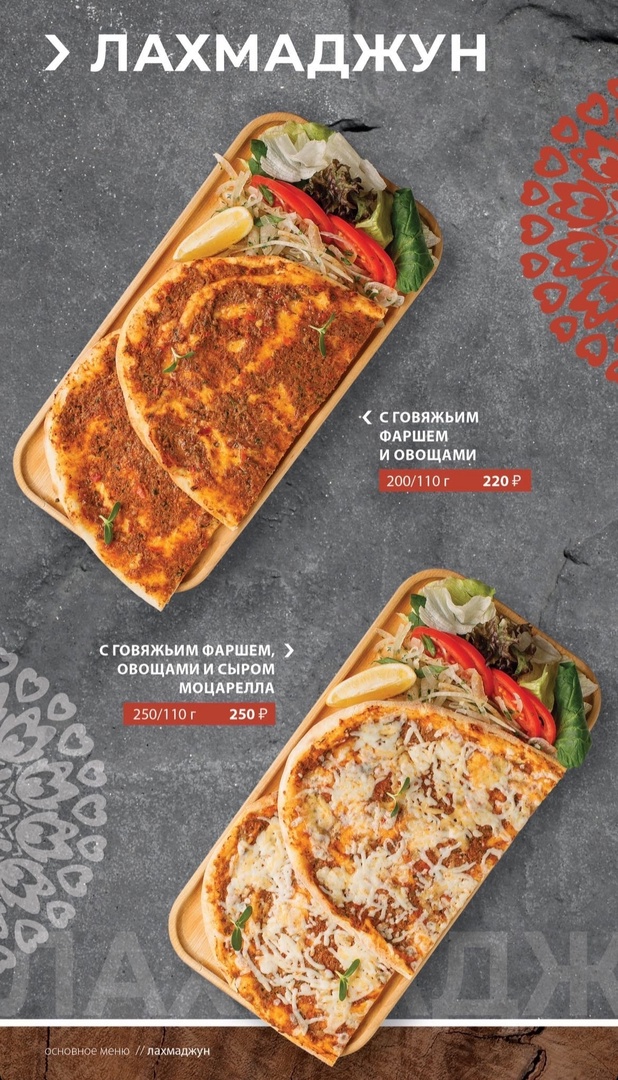 ЛАХМАДЖУН
С ГОВЯЖЬИМ
ФАРШЕМ
И ОВОЩАМИ
200/110 г 220 ₽
С ГОВЯЖЬИМ ФАРШЕМ,
ОВОЩАМИ И СЫРОМ
МОЦАРЕЛЛА
250/110 г 250 ₽
ЛАХМАДЖ
основное меню // лахмаджун